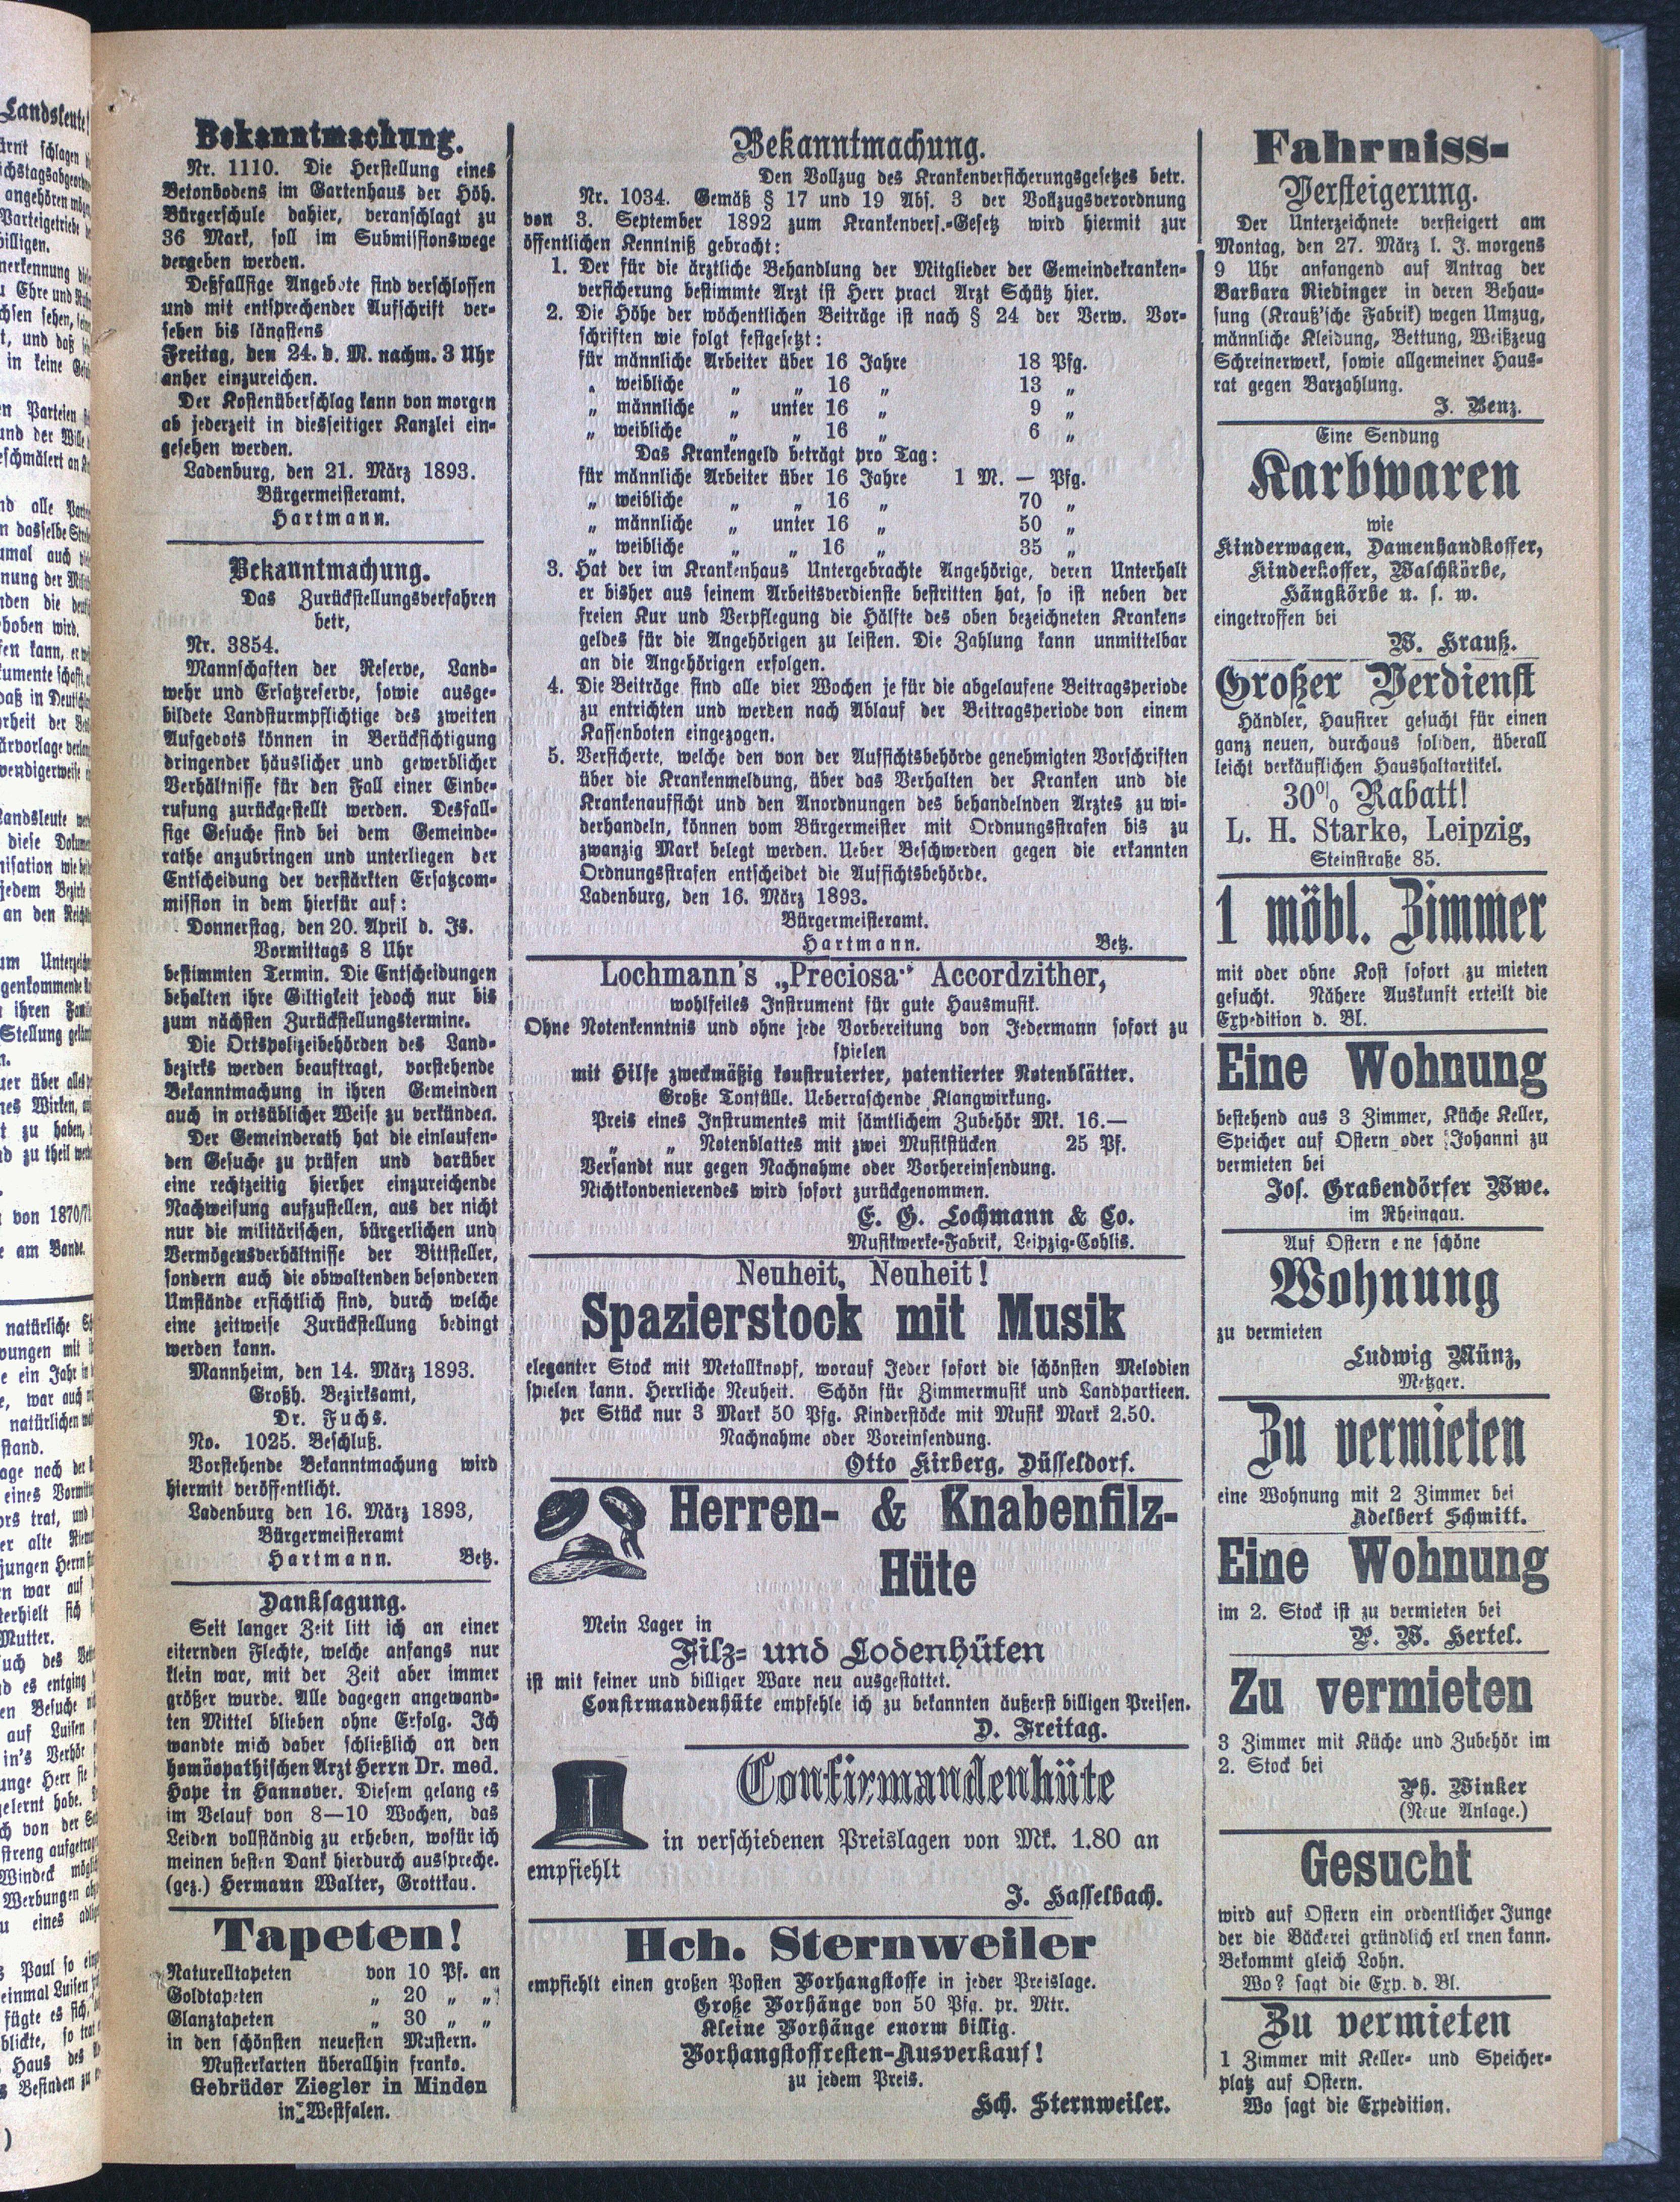 Bekanntmachung.
Nr. 1110. Die Herstellung eines
Betonbodens im Gartenhaus der Höh.
Bürgerschule dahier, veranschlagt zu
36 Mark, soll im Submissionswege
vergeben werden.
Deßfallsige Angebote sind verschlossen
und mit entsprechender Aufschrift ver-
sehen bis längstens
Freitag, den 24. d. M. nachm. 3 Uhr
anher einzureichen.
Der Kostenüberschlag kann von morgen
ab jederzeit in diesseitiger Kanzlei ein-
gesehen werden.
Ladenburg, den 21. März 1893.
Bürgermeisteramt.
Hartmann.
Bekanntmachung.
Das Zurückstellungsverfahren
betr,
Nr. 3854.
Mannschaften der Reserve, Land-
wehr und Ersatzreserve, sowie ausge-
bildete Landsturmpflichtige des zweiten
Aufgebots können in Berücksichtigung
dringender häuslicher und gewerblicher
Verhältnisse für den Fall einer Einbe-
rufung zurückgestellt werden. Desfall-
sige Gesuche sind bei dem Gemeinde-
rathe anzubringen und unterliegen der
Entscheidung der verstärkten Ersatzcom-
mission in dem hierfür auf:
Donnerstag, den 20. April d. Js.
Vormittags 8 Uhr
bestimmten Termin. Die Entscheidungen
behalten ihre Giltigkeit jedoch nur bis
zum nächsten Zurückstellungstermine.
Die Ortspolizeibehörden des Land-
bezirks werden beauftragt, vorstehende
Bekanntmachung in ihren Gemeinden
auch in ortsüblicher Weise zu verkünden.
Der Gemeinderath hat die einlaufen-
den Gesuche zu prüfen und darüber
eine rechtzeitig hierher einzureichende
Nachweisung aufzustellen, aus der nicht
nur die militärischen, bürgerlichen und
Vermögensverhältnisse der Bittsteller,
sondern auch die obwaltenden besonderen
Umstände ersichtlich sind, durch welche
eine zeitweise Zurückstellung bedingt
werden kann.
Mannheim, den 14. März 1893.
Großh. Bezirksamt,
Dr. Fuchs.
No. 1025. Beschluß.
Vorstehende Bekanntmachung wird
hiermit veröffentlicht.
Ladenburg den 16. März 1893,
Bürgermeisteramt
Hartmann. Betz.
Danksagung.
Seit langer Zeit litt ich an einer
eiternden Flechte, welche anfangs nur
klein war, mit der Zeit aber immer
größer wurde. Alle dagegen angewand-
ten Mittel blieben ohne Erfolg. Ich
wandte mich daher schließlich an den
homöopathischen Arzt Herrn Dr. med.
Hope in Hannover. Diesem gelang es
im Velauf von 8—10 Wochen, das
Leiden vollständig zu erheben, wofür ich
meinen besten Dank hierdurch ausspreche.
(gez.) Hermann Walter, Grottkau.
Tapeten!
Naturelltapeten von 10 Pf. an
Goldtapeten „ 20 „ „
Glanztapeten „ 30 „ „
in den schönsten neuesten Mustern.
Musterkarten überallhin franko.
Gebrüder Ziegler in Minden
in Westfalen.
Bekanntmachung.
Den Vollzug des Krankenversicherungsgesetzes betr.
Nr. 1034. Gemäß § 17 und 19 Abs. 3 der Vollzugsverordnung
von 3. September 1892 zum Krankenvers.-Gesetz wird hiermit zur
öffentlichen Kenntniß gebracht:
1. Der für die ärztliche Behandlung der Mitglieder der Gemeindekranken-
versicherung bestimmte Arzt ist Herr pract Arzt Schütz hier.
2. Die Höhe der wöchentlichen Beiträge ist nach § 24 der Verw. Vor-
schriften wie folgt festgesetzt:
für männliche Arbeiter über 16 Jahre 18 Pfg.
„ weibliche „ „ 16 „ 13 „
„ männliche „ unter 16 „ 9 „
„ weibliche „ „ 16 „ 6 „
Das Krankengeld beträgt pro Tag:
für männliche Arbeiter über 16 Jahre 1 M. — Pfg.
„ weibliche „ „ 16 „ 70 „
„ männliche „ unter 16 „ 50 „
„ weibliche „ „ 16 „ 35 „
3. Hat der im Krankenhaus Untergebrachte Angehörige, deren Unterhalt
er bisher aus seinem Arbeitsverdienste bestritten hat, so ist neben der
freien Kur und Verpflegung die Hälfte des oben bezeichneten Kranken-
geldes für die Angehörigen zu leisten. Die Zahlung kann unmittelbar
an die Angehörigen erfolgen.
4. Die Beiträge sind alle vier Wochen je für die abgelaufene Beitragsperiode
zu entrichten und werden nach Ablauf der Beitragsperiode von einem
Kassenboten eingezogen.
5. Versicherte, welche den von der Aufsichtsbehörde genehmigten Vorschriften
über die Krankenmeldung, über das Verhalten der Kranken und die
Krankenaufsicht und den Anordnungen des behandelnden Arztes zu wi-
derhandeln, können vom Bürgermeister mit Ordnungsstrafen bis zu
zwanzig Mark belegt werden. Ueber Beschwerden gegen die erkannten
Ordnungsstrafen entscheidet die Aufsichtsbehörde.
Ladenburg, den 16. März 1893.
Bürgermeisteramt.
Hartmann. Betz.
Lochmann's „Preciosa“ Accordzither,
wohlfeiles Instrument für gute Hausmusik.
Ohne Notenkenntnis und ohne jede Vorbereitung von Jedermann sofort zu
spielen
mit Hilfe zweckmäßig konstruierter, patentierter Notenblätter.
Große Tonfülle. Ueberraschende Klangwirkung.
Preis eines Instrumentes mit sämtlichem Zubehör Mk. 16.—
„ „ Notenblattes mit zwei Musikstücken 25 Pf.
Versandt nur gegen Nachnahme oder Vorhereinsendung.
Nichtkonvenierendes wird sofort zurückgenommen.
E. G. Lochmann & Co.
Musikwerke-Fabrik, Leipzig-Gohlis.
Neuheit, Neuheit!
Spazierstock mit Musik
eleganter Stock mit Metallknopf, worauf Jeder sofort die schönsten Melodien
spielen kann. Herrliche Neuheit. Schön für Zimmermusik und Landpartieen.
per Stück nur 3 Mark 50 Pfg. Kinderstöcke mit Musik Mark 2.50.
Nachnahme oder Voreinsendung.
Otto Kirberg, Düsseldorf.
Herren- & Knabenfilz-
Hüte
Mein Lager in
Filz- und Lodenhüten
ist mit feiner und billiger Ware neu ausgestattet.
Confirmandenhüte empfehle ich zu bekannten äußerst billigen Preisen.
D. Freitag.
Confirmandenhüte
in verschiedenen Preislagen von Mk. 1.80 an
empfiehlt
J. Hasselbach.
Hch. Sternweiler
empfiehlt einen großen Posten Vorhangstoffe in jeder Preislage.
Große Vorhänge von 50 Pfg. pr. Mtr.
Kleine Vorhänge enorm billig.
Vorhangstoffresten-Ausverkauf!
zu jedem Preis.
Hch. Sternweiler.
Fahrniss-
Versteigerung.
Der Unterzeichnete versteigert am
Montag, den 27. März l. J. morgens
9 Uhr anfangend auf Antrag der
Barbara Riedinger in deren Behau-
sung (Krauß'sche Fabrik) wegen Umzug,
männliche Kleidung, Bettung, Weißzeug
Schreinerwerk, sowie allgemeiner Haus-
rat gegen Barzahlung.
J. Benz.
Eine Sendung
Karbwaren
wie
Kinderwagen, Damenhandkoffer,
Kinderkoffer, Waschkörbe,
Hängkörbe u. s. w.
eingetroffen bei
W. Krauß.
Großer Verdienst
Händler, Hausirer gesucht für einen
ganz neuen, durchaus soliden, überall
leicht verkäuflichen Haushaltartikel.
30% Rabatt!
L. H. Starke, Leipzig,
Steinstraße 85.
1 möbl. Zimmer
mit oder ohne Kost sofort zu mieten
gesucht. Nähere Auskunft erteilt die
Expedition d. Bl.
Eine Wohnung
bestehend aus 3 Zimmer, Küche Keller,
Speicher auf Ostern oder Johanni zu
vermieten bei
Jos. Grabendörfer Wwe.
im Rheingau.
Auf Ostern e ne schöne
Wohnung
zu vermieten
Ludwig Münz,
Metzger.
Zu vermieten
eine Wohnung mit 2 Zimmer bei
Adelbert Schmitt.
Eine Wohnung
im 2. Stock ist zu vermieten bei
P. W. Hertel.
Zu vermieten
3 Zimmer mit Küche und Zubehör im
2. Stock bei
Ph. Winker
(Neue Anlage.)
Gesucht
wird auf Ostern ein ordentlicher Junge
der die Bäckerei gründlich erl rnen kann.
Bekommt gleich Lohn.
Wo? sagt die Exp. d. Bl.
Zu vermieten
1 Zimmer mit Keller- und Speicher-
platz auf Ostern.
Wo sagt die Expedition.